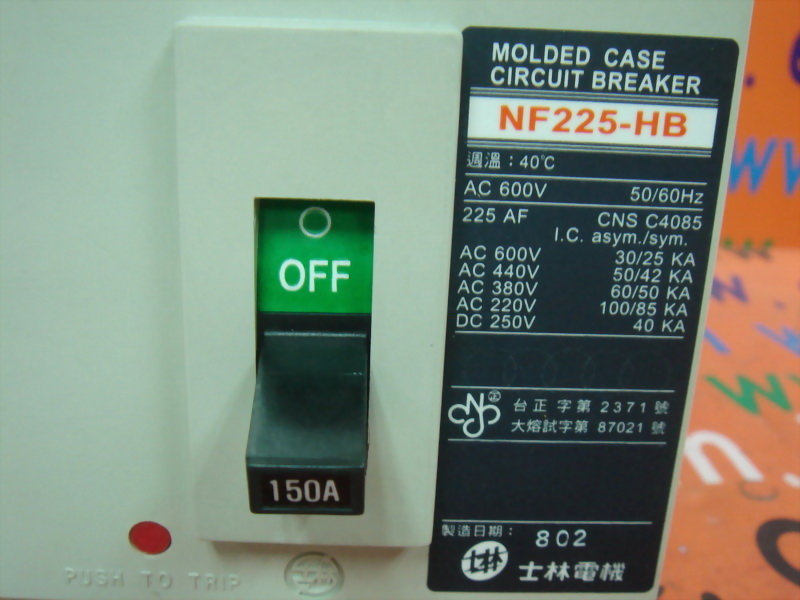 MOLDED CASE
CIRCUIT BREAKER
NF225-HB
週溫：40℃
AC 600V 50/60Hz
225 AF CNS C4085
I.C. asym./sym.
AC 600V 30/25 KA
AC 440V 50/42 KA
AC 380V 60/50 KA
AC 220V 100/85 KA
DC 250V 40 KA
正
台正字第 2371 號
大熔試字第 87021 號
製造日期： 802
士林 士林電機
OFF
150A
PUSH TO TRIP